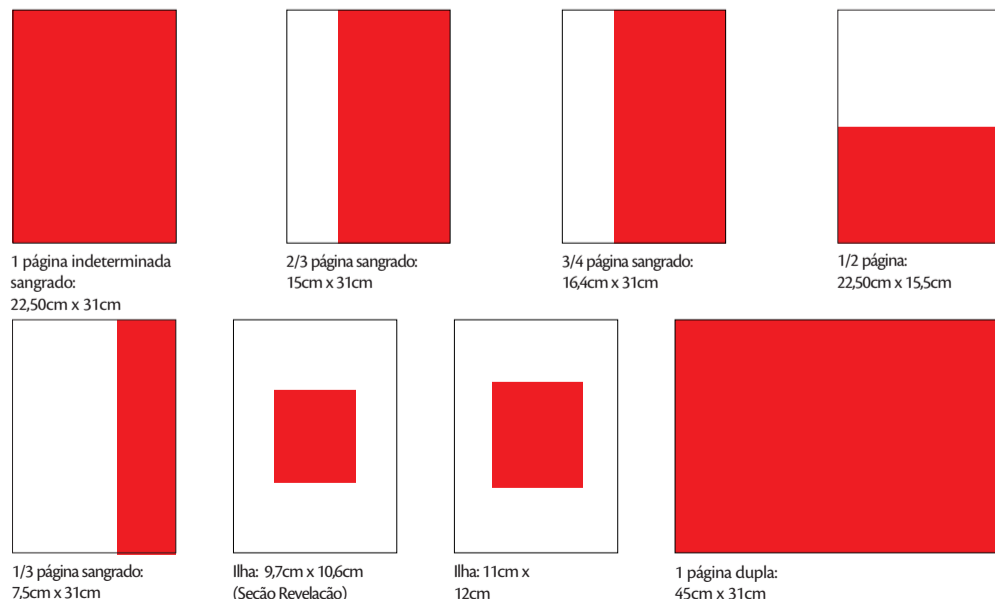 1 página indeterminada
sangrado:
22,50cm x 31cm
2/3 página sangrado:
15cm x 31cm
3/4 página sangrado:
16,4cm x 31cm
1/2 página:
22,50cm x 15,5cm
1/3 página sangrado:
7,5cm x 31cm
Ilha: 9,7cm x 10,6cm
(Seção Revelação)
Ilha: 11cm x
12cm
1 página dupla:
45cm x 31cm